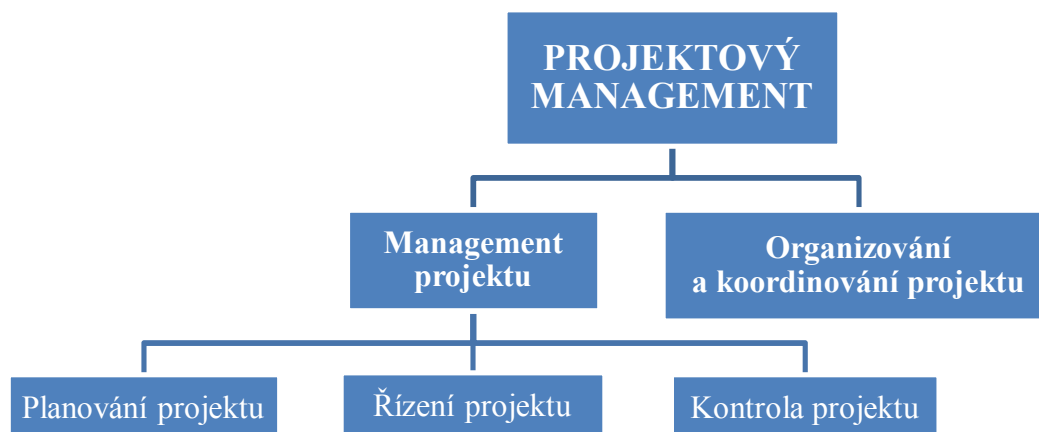 PROJEKTOVÝ
MANAGEMENT
Management
projektu
Organizování
a koordinování projektu
Planování projektu
Řízení projektu
Kontrola projektu